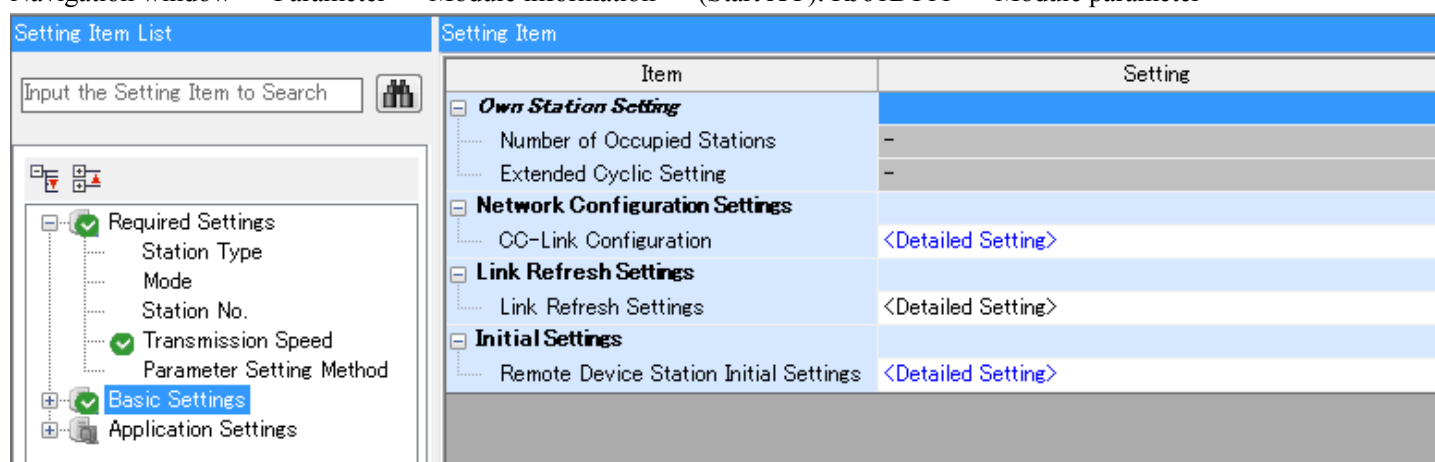 Setting Item List
Setting Item
Input the Setting Item to Search
Item
Setting
Own Station Setting
Number of Occupied Stations
-
Extended Cyclic Setting
-
Network Configuration Settings
CC-Link Configuration
<Detailed Setting>
Link Refresh Settings
Link Refresh Settings
<Detailed Setting>
Initial Settings
Remote Device Station Initial Settings
<Detailed Setting>
Required Settings
Station Type
Mode
Station No.
Transmission Speed
Parameter Setting Method
Basic Settings
Application Settings